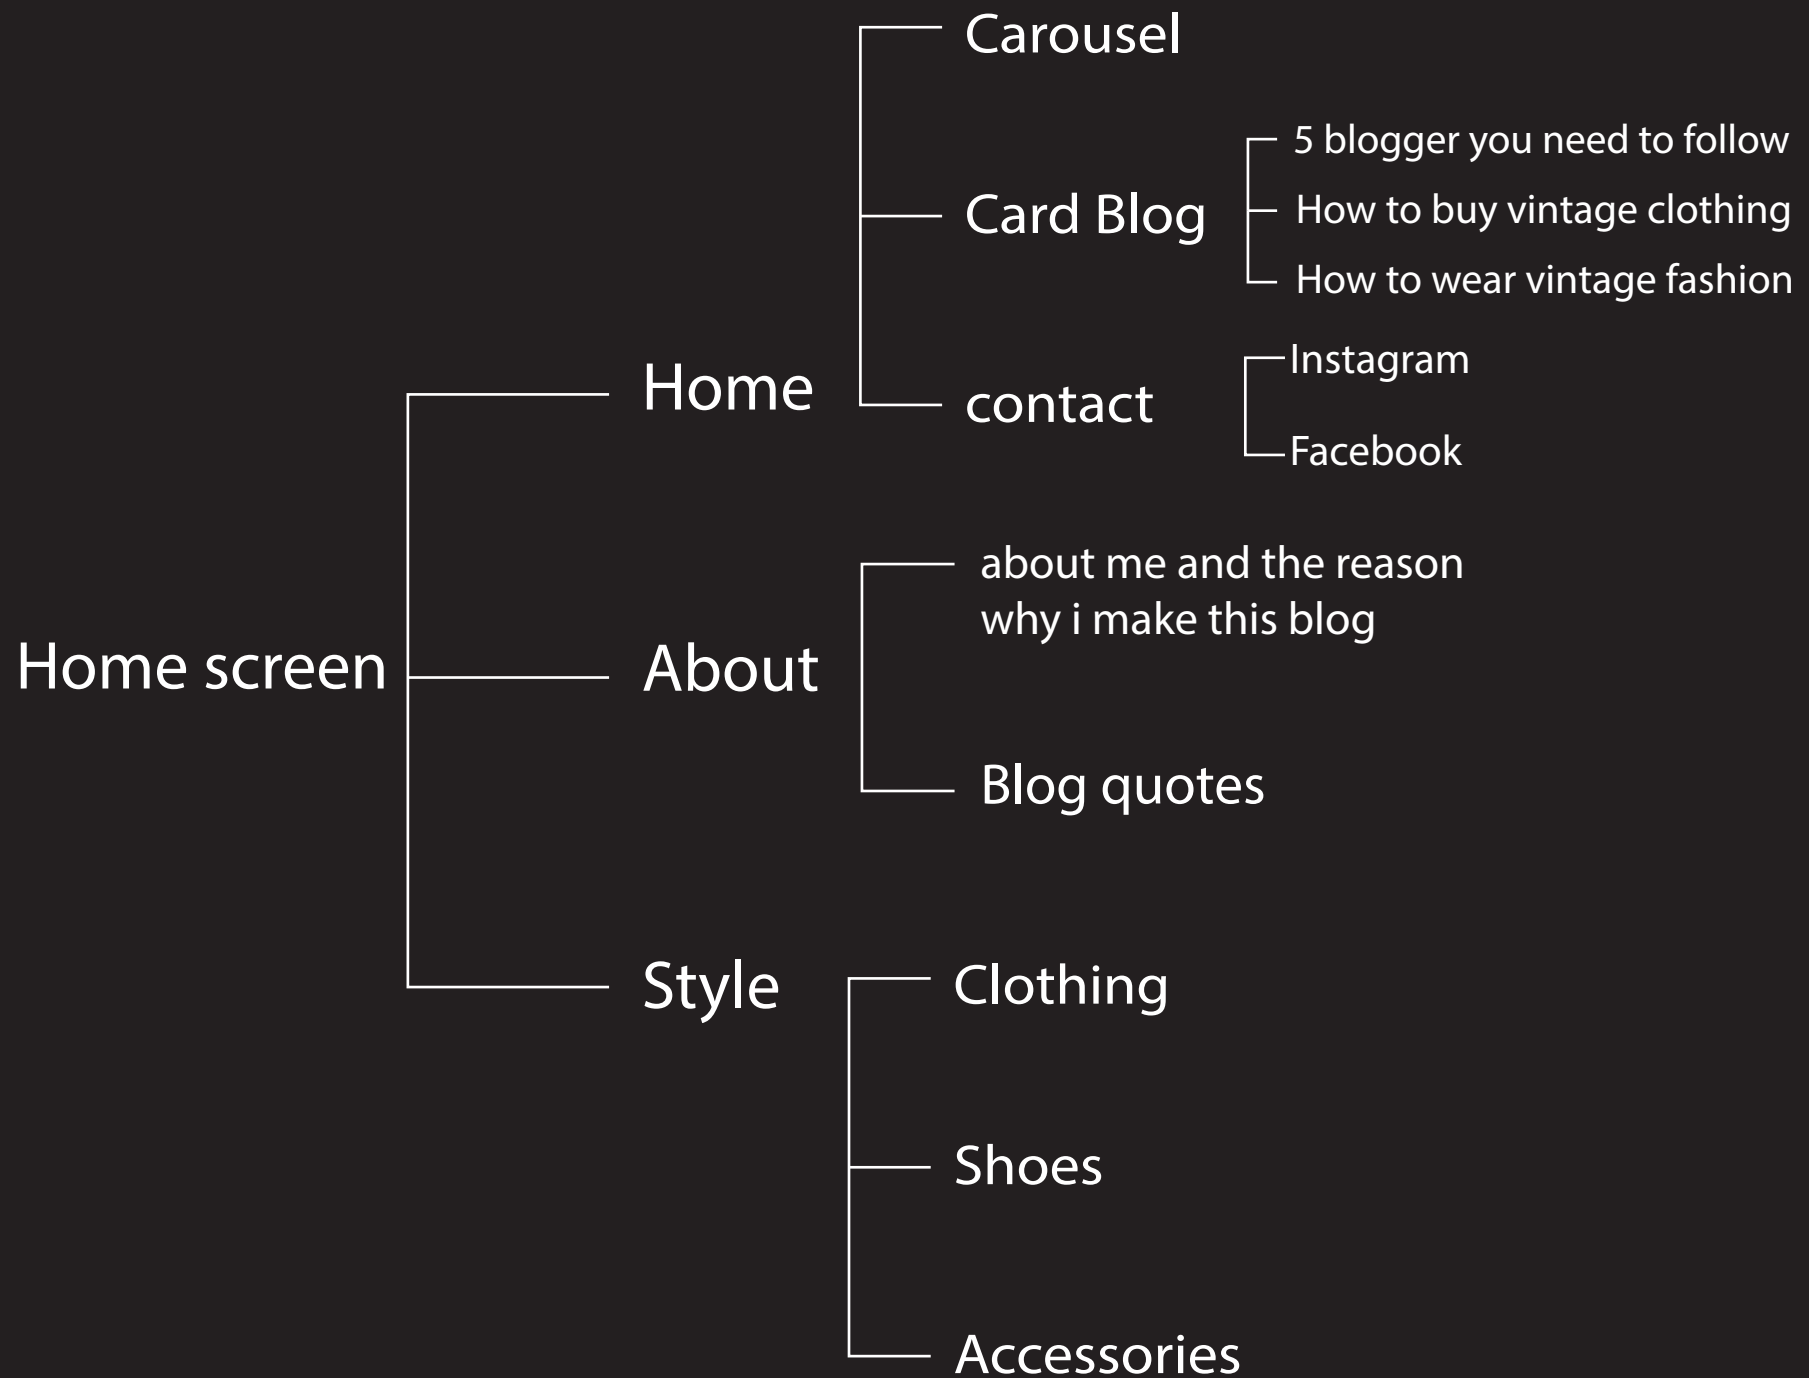 Home screen
Home
Carousel
Card Blog
5 blogger you need to follow
How to buy vintage clothing
How to wear vintage fashion
contact
Instagram
Facebook
About
about me and the reason
why i make this blog
Blog quotes
Style
Clothing
Shoes
Accessories